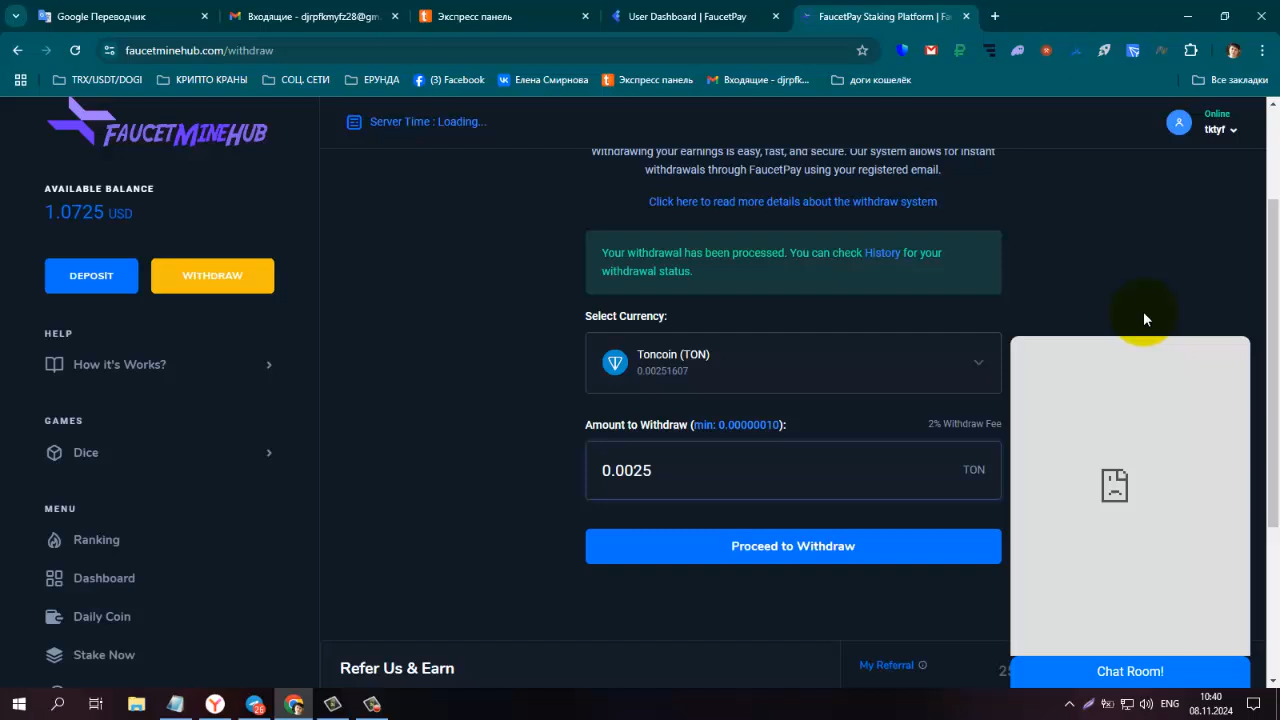 Google Переводчик
Входящие - djrpfkmyfz28@gm
Экспресс панель
User Dashboard | FaucetPay
FaucetPay Staking Platform | Fa
faucetminehub.com/withdraw
TRX/USDT/DOGI
КРИПТО КРАНЫ
СОЦ. СЕТИ
ЕРУНДА
(3) Facebook
Елена Смирнова
Экспресс панель
Входящие - djrpfk...
доги кошелёк
Все закладки
FAUCETMINEHUB
Server Time : Loading...
Online
tktyf
AVAILABLE BALANCE
1.0725 USD
DEPOSIT
WITHDRAW
HELP
How it's Works?
GAMES
Dice
MENU
Ranking
Dashboard
Daily Coin
Stake Now
Withdrawing your earnings is easy, fast, and secure. Our system allows for instant
withdrawals through FaucetPay using your registered email.
Click here to read more details about the withdraw system
Your withdrawal has been processed. You can check History for your
withdrawal status.
Select Currency:
Toncoin (TON)
0.00251607
Amount to Withdraw (min: 0.00000010):
2% Withdraw Fee
0.0025
TON
Proceed to Withdraw
Refer Us & Earn
My Referral
Chat Room!
26
ENG
10:40
08.11.2024